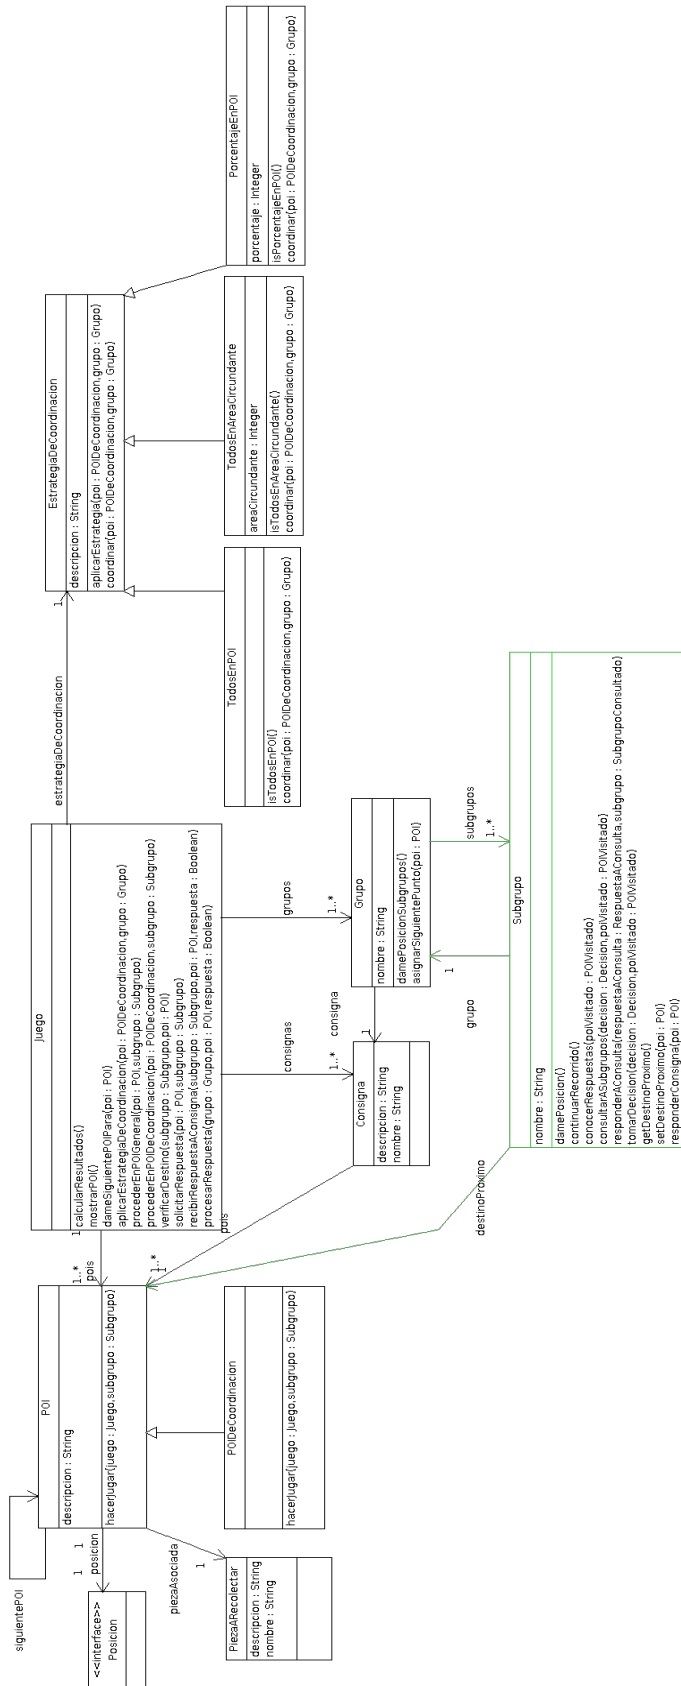 <<interface>>
Posicion
siguientePOI
POI
descripcion : String
hacerJugar(juego : Juego,subgrupo : Subgrupo)
1
1
posicion
piezaAsociada
1
PiezaARecolectar
descripcion : String
nombre : String
POIDeCoordinacion
hacerJugar(juego : Juego,subgrupo : Subgrupo)
1..*
pois
1
1..*
1
pois
Juego
calcularResultados()
mostrarPOI()
dameSiguientePOIPara(poi : POI)
aplicarEstrategiaDeCoordinacion(poi : POIDeCoordinacion,grupo : Grupo)
procederEnPOIGeneral(poi : POI,subgrupo : Subgrupo)
procederEnPOIDeCoordinacion(poi : POIDeCoordinacion,subgrupo : Subgrupo)
verificarDestino(subgrupo : Subgrupo,poi : POI)
solicitarRespuesta(poi : POI,subgrupo : Subgrupo)
recibirRespuestaAConsigna(subgrupo : Subgrupo,poi : POI,respuesta : Boolean)
procesarRespuesta(grupo : Grupo,poi : POI,respuesta : Boolean)
consignas
1..*
Consigna
descripcion : String
nombre : String
consigna
1
grupos
1..*
Grupo
nombre : String
damePosicionSubgrupos()
asignarSiguientePunto(poi : POI)
subgrupos
1..*
grupo
1
destinoProximo
Subgrupo
nombre : String
damePosicion()
continuarRecorrido()
conocerRespuestas(poiVisitado : POIVisitado)
consultarASubgrupos(decision : Decision,poiVisitado : POIVisitado)
responderAConsulta(respuestaAConsulta : RespuestaAConsulta,subgrupo : SubgrupoConsultado)
tomarDecision(decision : Decision,poiVisitado : POIVisitado)
getDestinoProximo()
setDestinoProximo(poi : POI)
responderConsigna(poi : POI)
estrategiaDeCoordinacion
1
EstrategiaDeCoordinacion
descripcion : String
aplicarEstrategia(poi : POIDeCoordinacion,grupo : Grupo)
coordinar(poi : POIDeCoordinacion,grupo : Grupo)
TodosEnPOI
isTodosEnPOI()
coordinar(poi : POIDeCoordinacion,grupo : Grupo)
TodosEnAreaCircundante
areaCircundante : Integer
isTodosEnAreaCircundante()
coordinar(poi : POIDeCoordinacion,grupo : Grupo)
PorcentajeEnPOI
porcentaje : Integer
isPorcentajeEnPOI()
coordinar(poi : POIDeCoordinacion,grupo : Grupo)